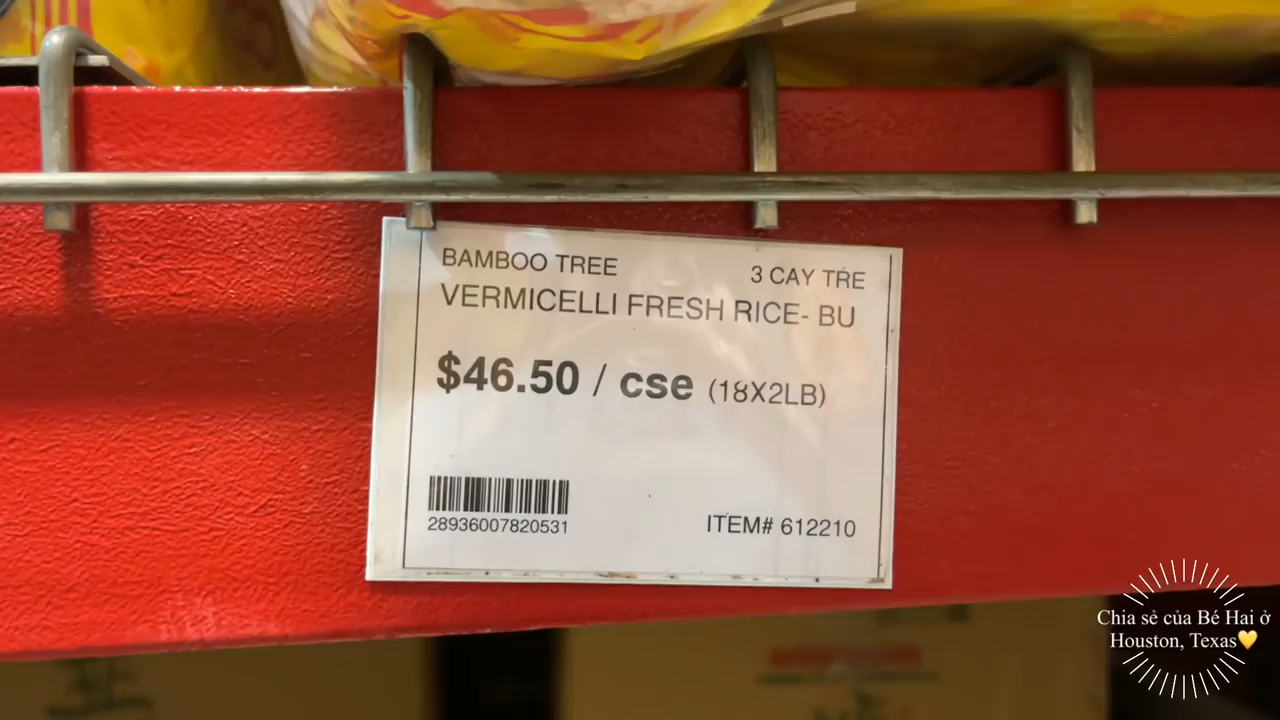 BAMBOO TREE 3 CAY TRE
VERMICELLI FRESH RICE- BU
$46.50 / cse (18X2LB)
28936007820531 ITEM# 612210
Chia sẻ của Bé Hai ở
Houston, Texas💛